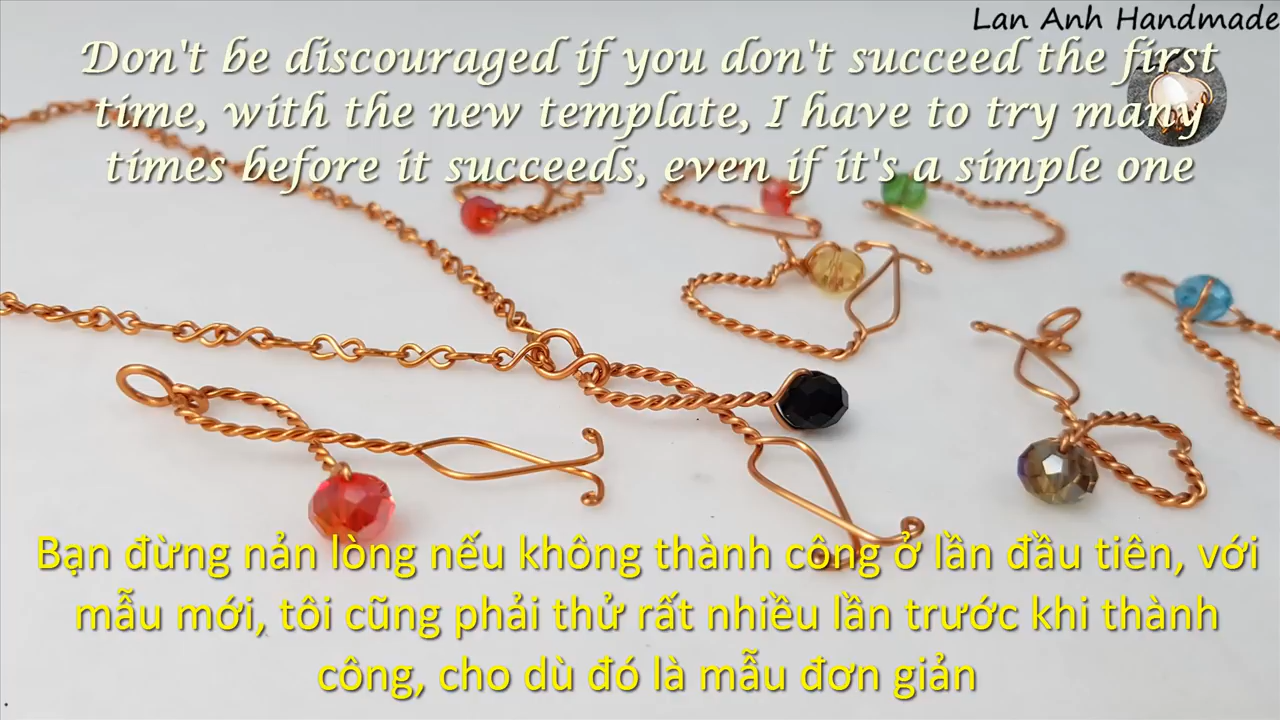 Lan Anh Handmade
Don't be discouraged if you don't succeed the first
time, with the new template, I have to try many
times before it succeeds, even if it's a simple one
Bạn đừng nản lòng nếu không thành công ở lần đầu tiên, với
mẫu mới, tôi cũng phải thử rất nhiều lần trước khi thành
công, cho dù đó là mẫu đơn giản